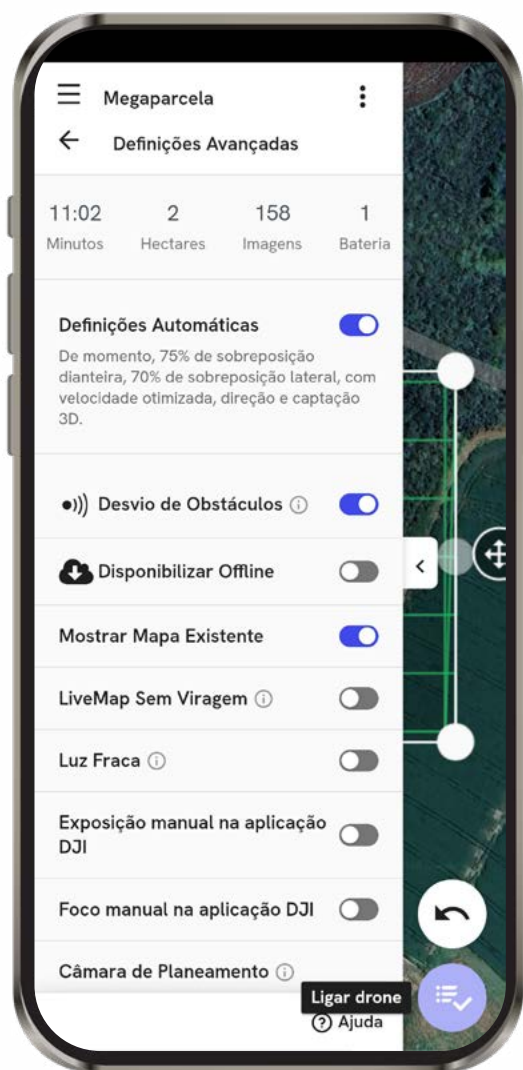 Megaparcela
Definições Avançadas
11:02 2 158 1
Minutos Hectares Imagens Bateria
Definições Automáticas
De momento, 75% de sobreposição
dianteira, 70% de sobreposição lateral, com
velocidade otimizada, direção e captação
3D.
Desvio de Obstáculos
Disponibilizar Offline
Mostrar Mapa Existente
LiveMap Sem Viragem
Luz Fraca
Exposição manual na aplicação
DJI
Foco manual na aplicação DJI
Câmara de Planeamento
Ligar drone
Ajuda